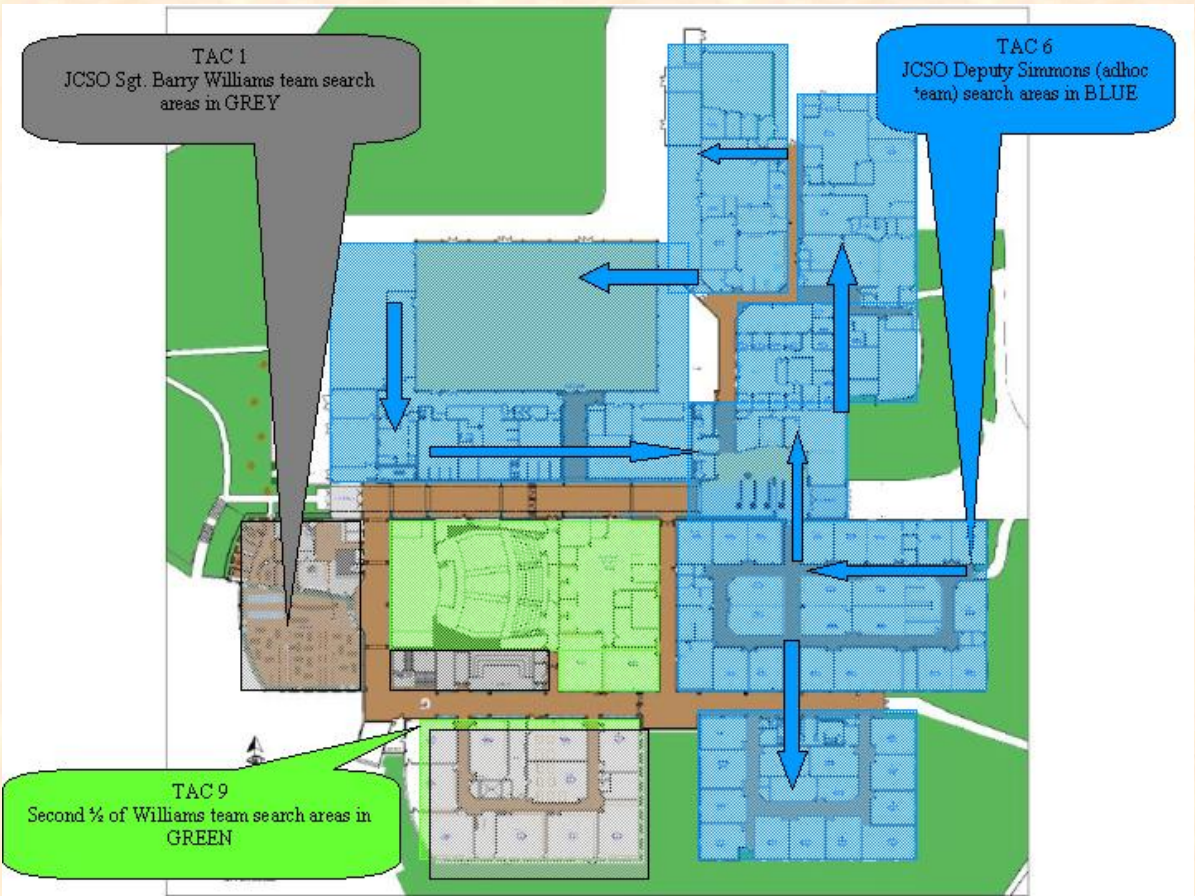 TAC 1
JCSO Sgt. Barry Williams team search
areas in GREY
TAC 6
JCSO Deputy Simmons (adhoc
team) search areas in BLUE
TAC 9
Second ½ of Williams team search areas in
GREEN